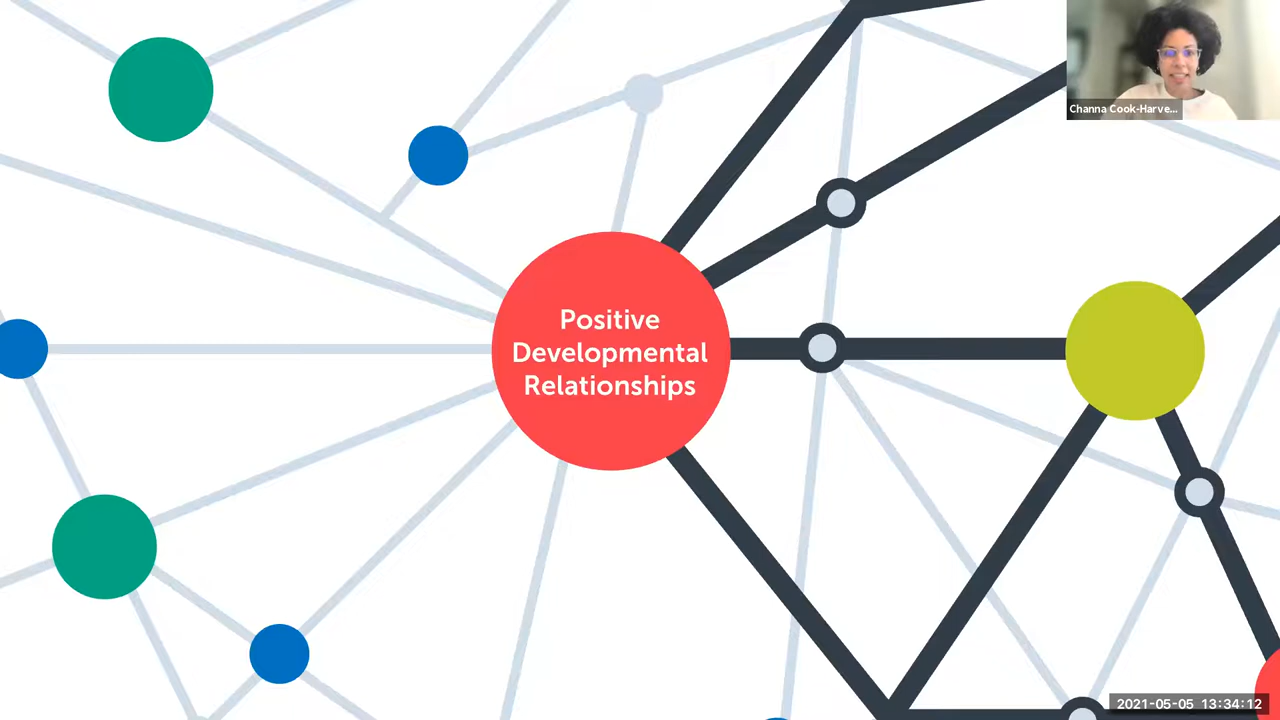 Channa Cook-Harve...
Positive
Developmental
Relationships
2021-05-05 13:34:12